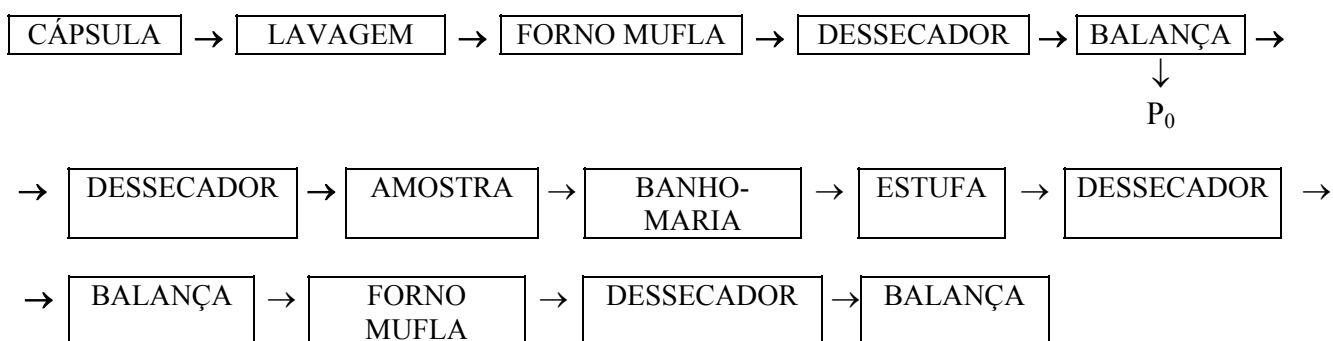 CÁPSULA → LAVAGEM → FORNO MUFLA → DESSECADOR → BALANÇA →
↓
P₀
→ DESSECADOR → AMOSTRA → BANHO-MARIA → ESTUFA → DESSECADOR →
→ BALANÇA → FORNO MUFLA → DESSECADOR → BALANÇA